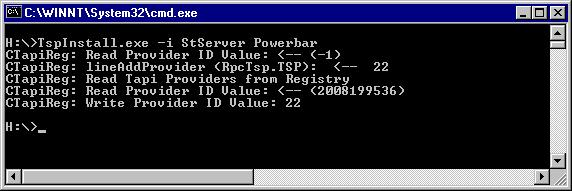 C:\WINNT\System32\cmd.exe
H:\>TspInstall.exe -i StServer Powerbar
CTapiReg: Read Provider ID Value: <-- (-1)
CTapiReg: lineAddProvider (RpcTsp.TSP):  <--  22
CTapiReg: Read Tapi Providers from Registry
CTapiReg: Read Provider ID Value: <-- (2008199536)
CTapiReg: Write Provider ID Value: 22
H:\>_